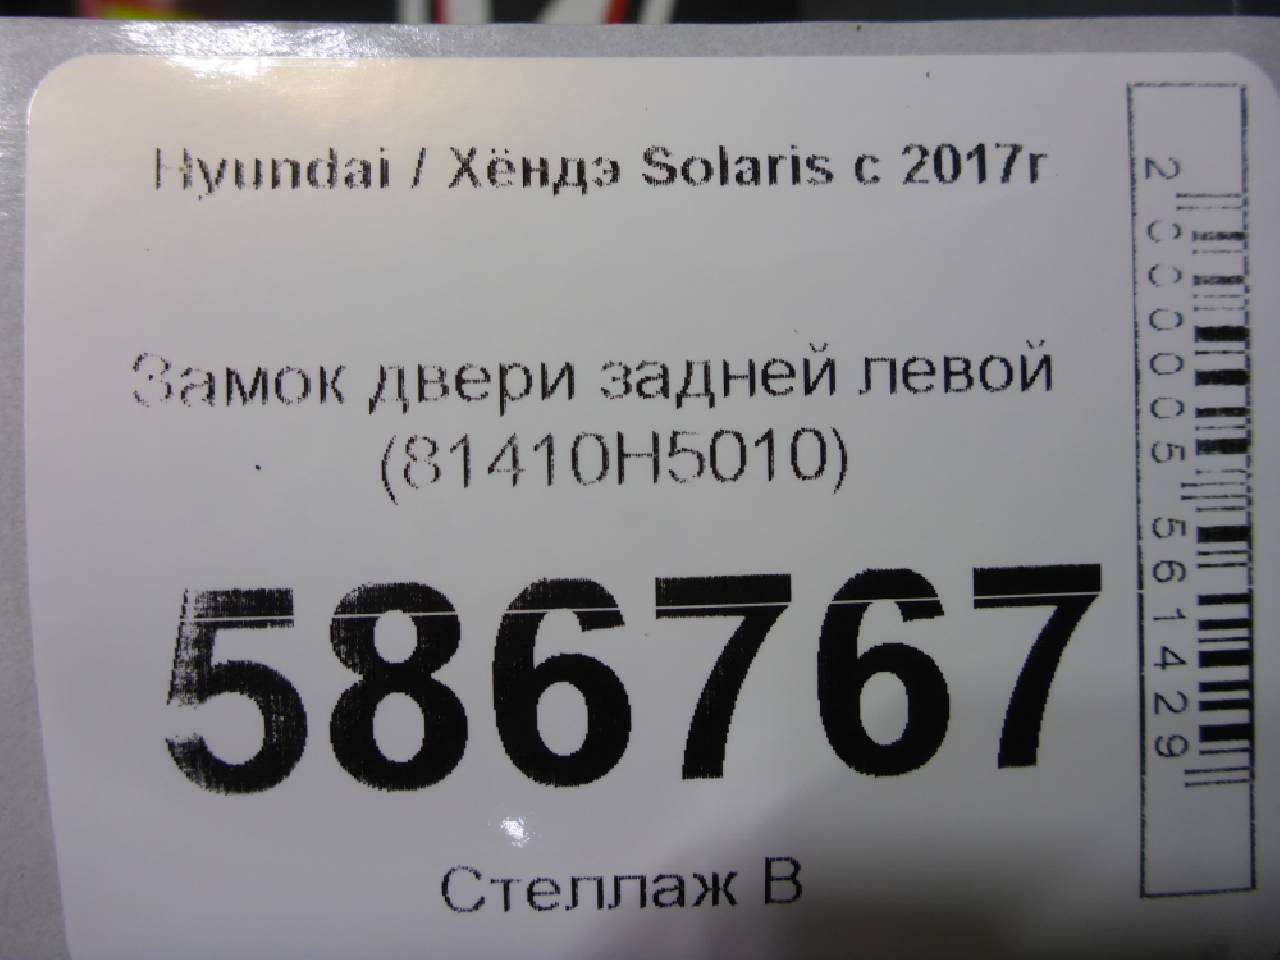 Hyundai / Хёндэ Solaris с 2017г
Замок двери задней левой
(81410H5010)
586767
Стеллаж В
2000005561429